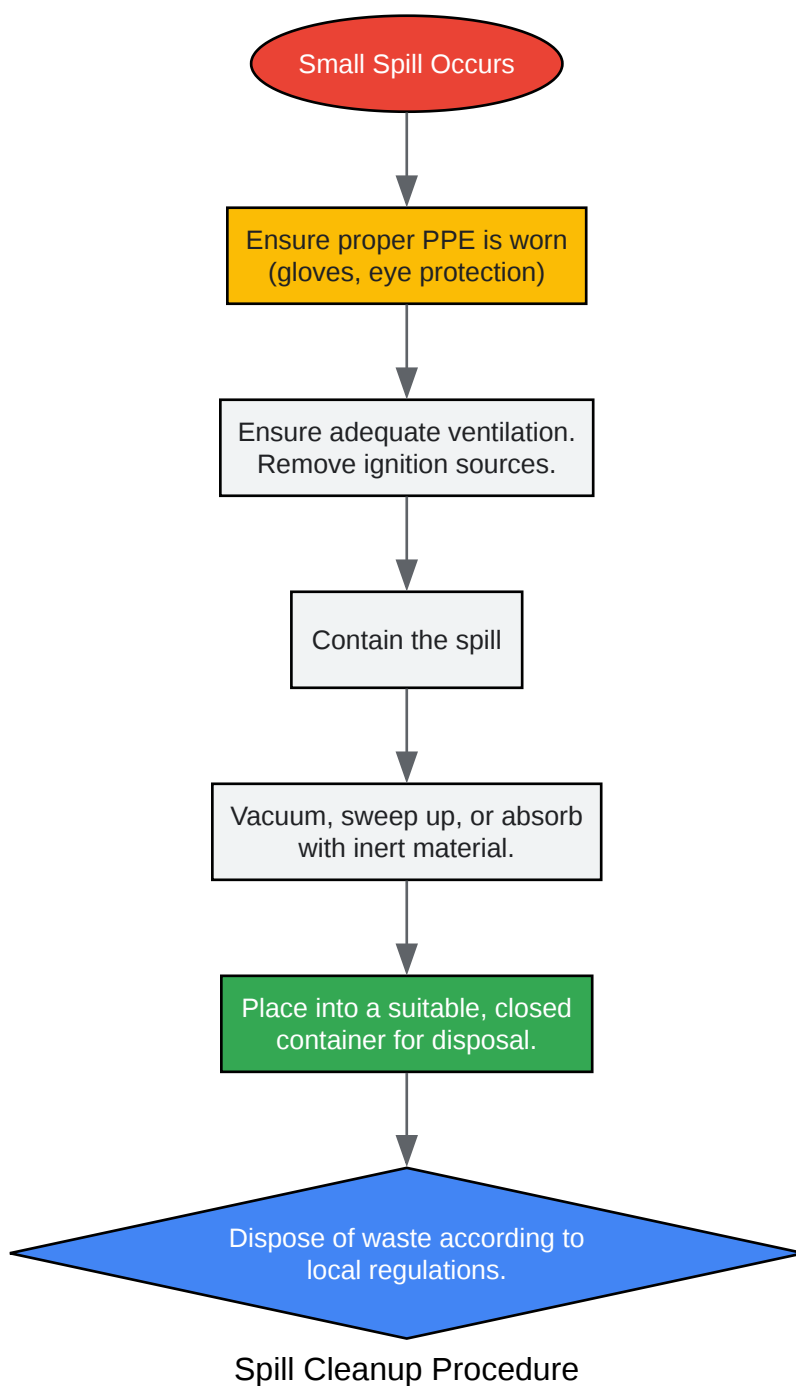 Small Spill Occurs
Ensure proper PPE is worn
(gloves, eye protection)
Ensure adequate ventilation.
Remove ignition sources.
Contain the spill
Vacuum, sweep up, or absorb
with inert material.
Place into a suitable, closed
container for disposal.
Dispose of waste according to
local regulations.
Spill Cleanup Procedure